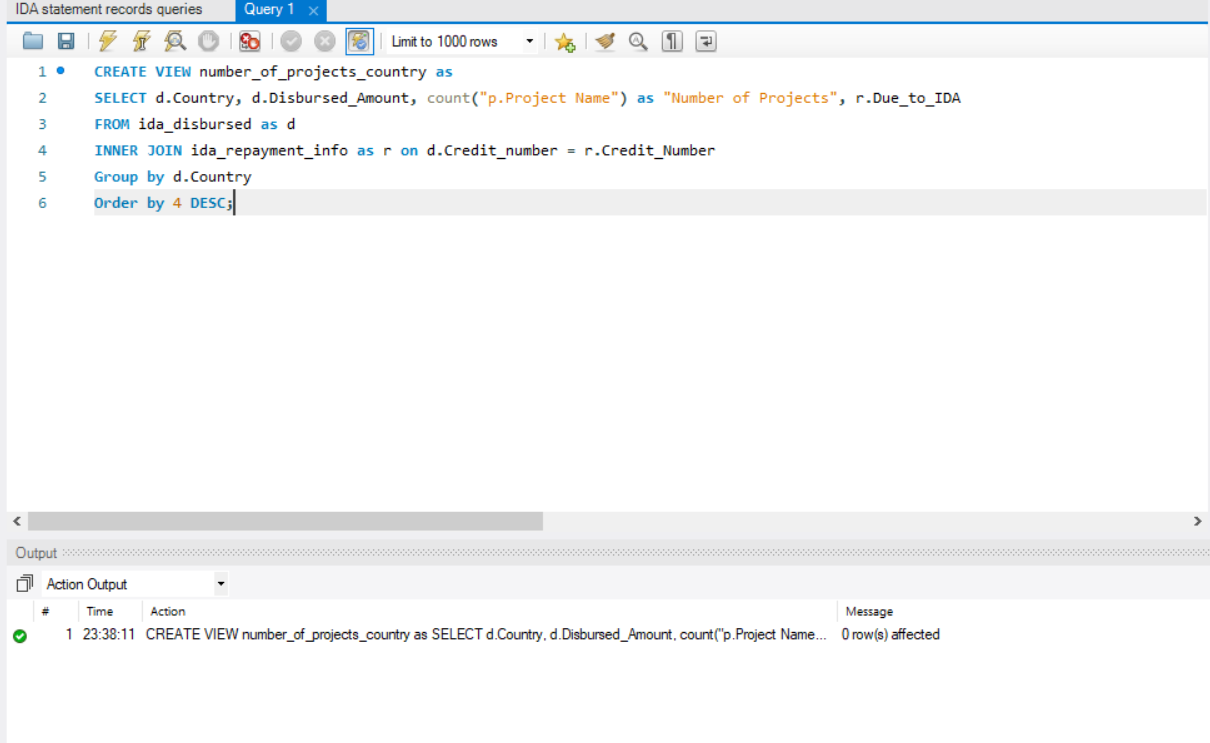 IDA statement records queries Query 1
Limit to 1000 rows
1 CREATE VIEW number_of_projects_country as
2 SELECT d.Country, d.Disbursed_Amount, count("p.Project Name") as "Number of Projects", r.Due_to_IDA
3 FROM ida_disbursed as d
4 INNER JOIN ida_repayment_info as r on d.Credit_number = r.Credit_Number
5 Group by d.Country
6 Order by 4 DESC;
Output
Action Output
# Time Action Message
1 23:38:11 CREATE VIEW number_of_projects_country as SELECT d.Country, d.Disbursed_Amount, count("p.Project Name... 0 row(s) affected